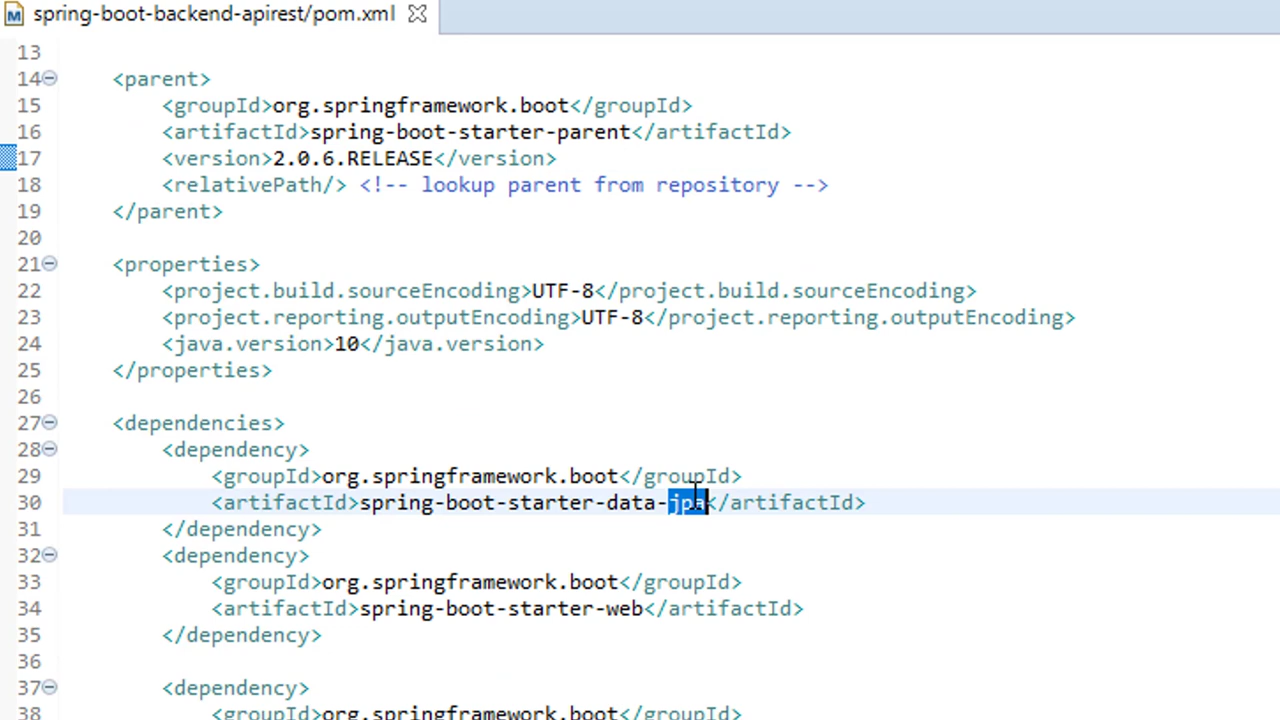 spring-boot-backend-apirest/pom.xml
13
14 <parent>
15 <groupId>org.springframework.boot</groupId>
16 <artifactId>spring-boot-starter-parent</artifactId>
17 <version>2.0.6.RELEASE</version>
18 <relativePath/> <!-- lookup parent from repository -->
19 </parent>
20
21 <properties>
22 <project.build.sourceEncoding>UTF-8</project.build.sourceEncoding>
23 <project.reporting.outputEncoding>UTF-8</project.reporting.outputEncoding>
24 <java.version>10</java.version>
25 </properties>
26
27 <dependencies>
28 <dependency>
29 <groupId>org.springframework.boot</groupId>
30 <artifactId>spring-boot-starter-data-jpa</artifactId>
31 </dependency>
32 <dependency>
33 <groupId>org.springframework.boot</groupId>
34 <artifactId>spring-boot-starter-web</artifactId>
35 </dependency>
36
37 <dependency>
38 <groupId>org.springframework.boot</groupId>